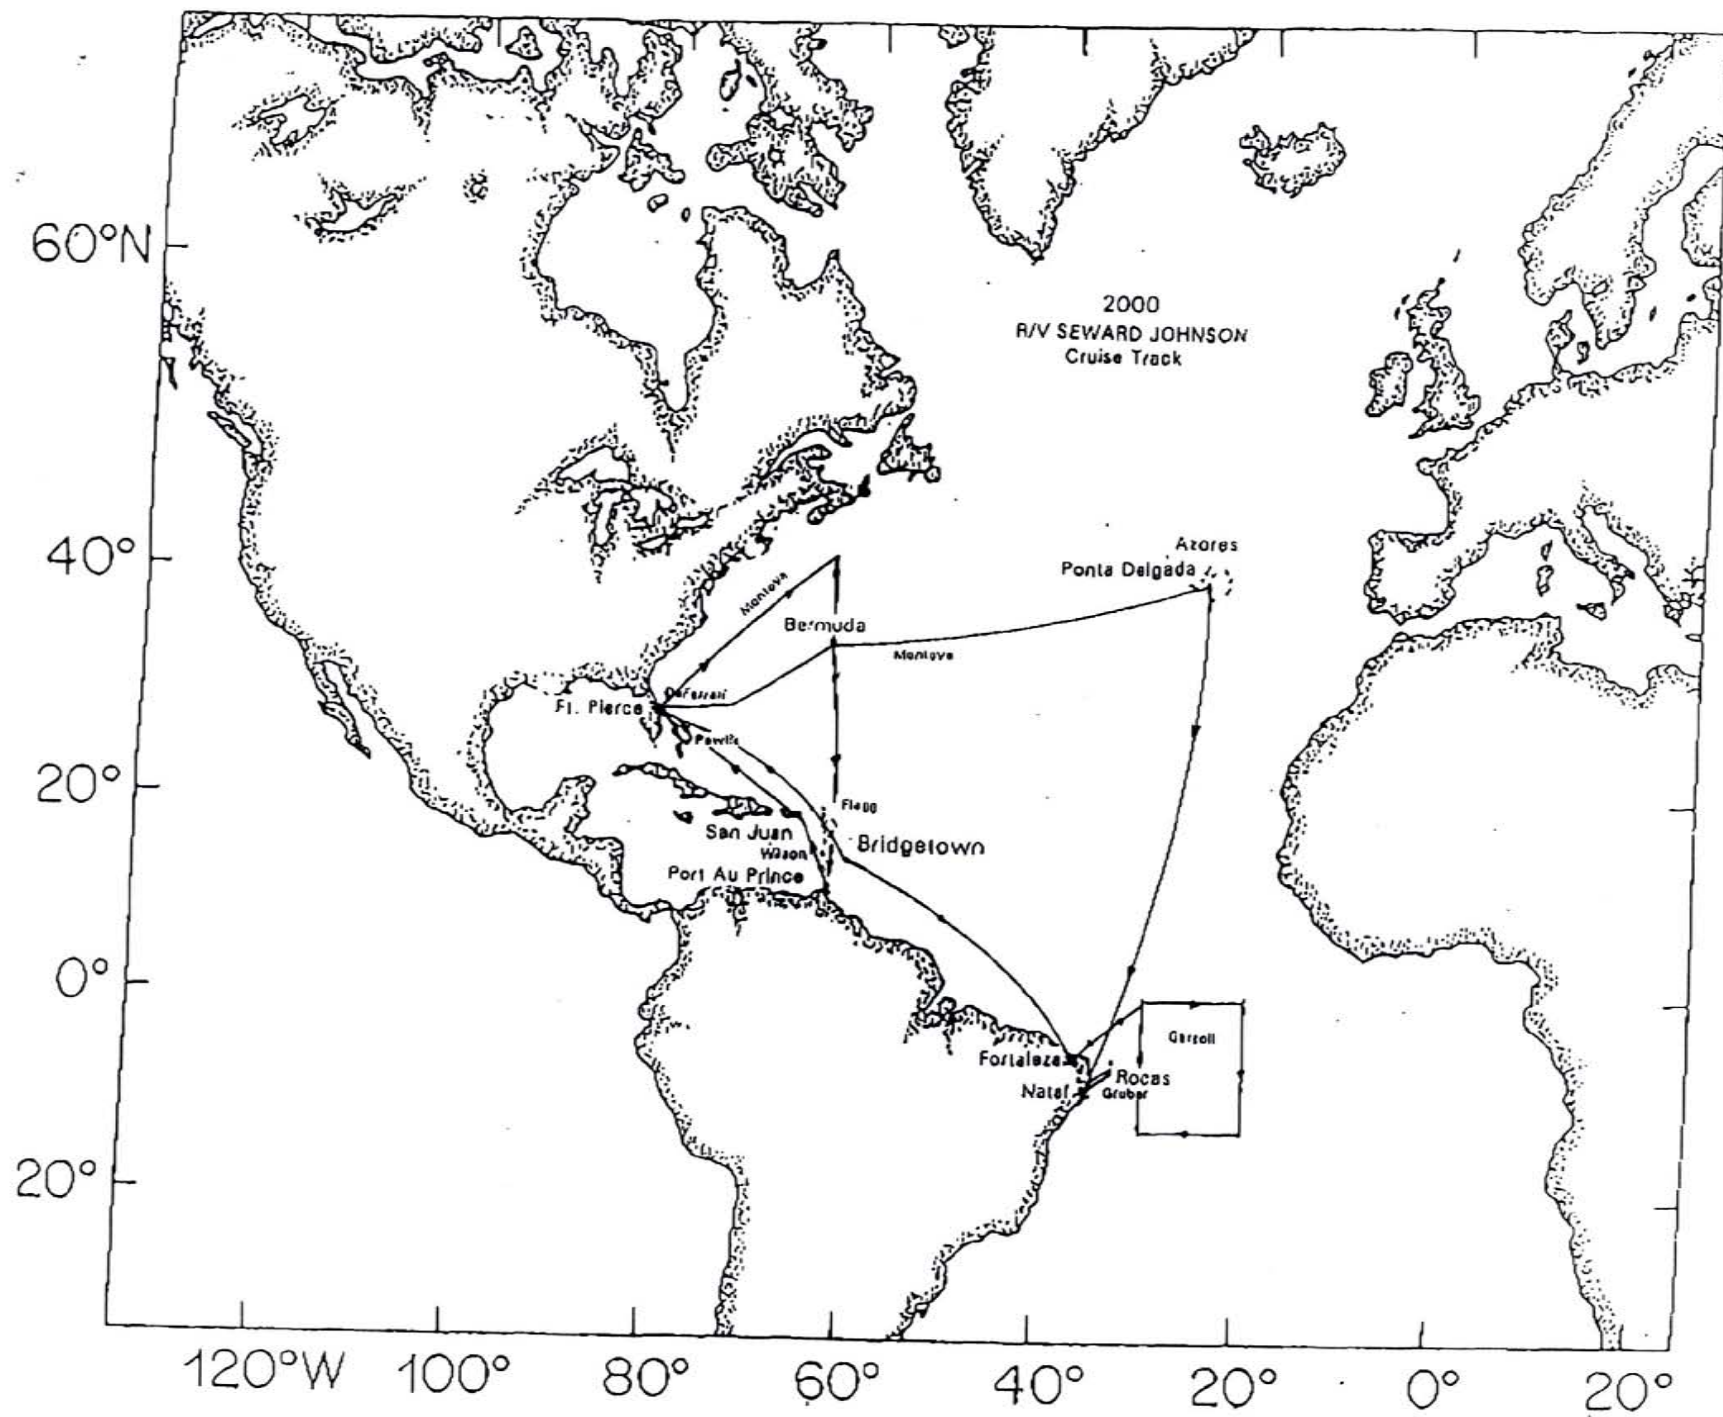 60°N
2000
R/V SEWARD JOHNSON
Cruise Track
40°
Azores
Ponta Delgada
Montoya
Bermuda
Montoya
DeFerrari
Ft. Pierce
Pawlik
20°
Flagg
San Juan
Bridgetown
Wilson
Port Au Prince
0°
Fortaleza
Rocas
Natal
Gruber
20°
120°W 100° 80° 60° 40° 20° 0° 20°